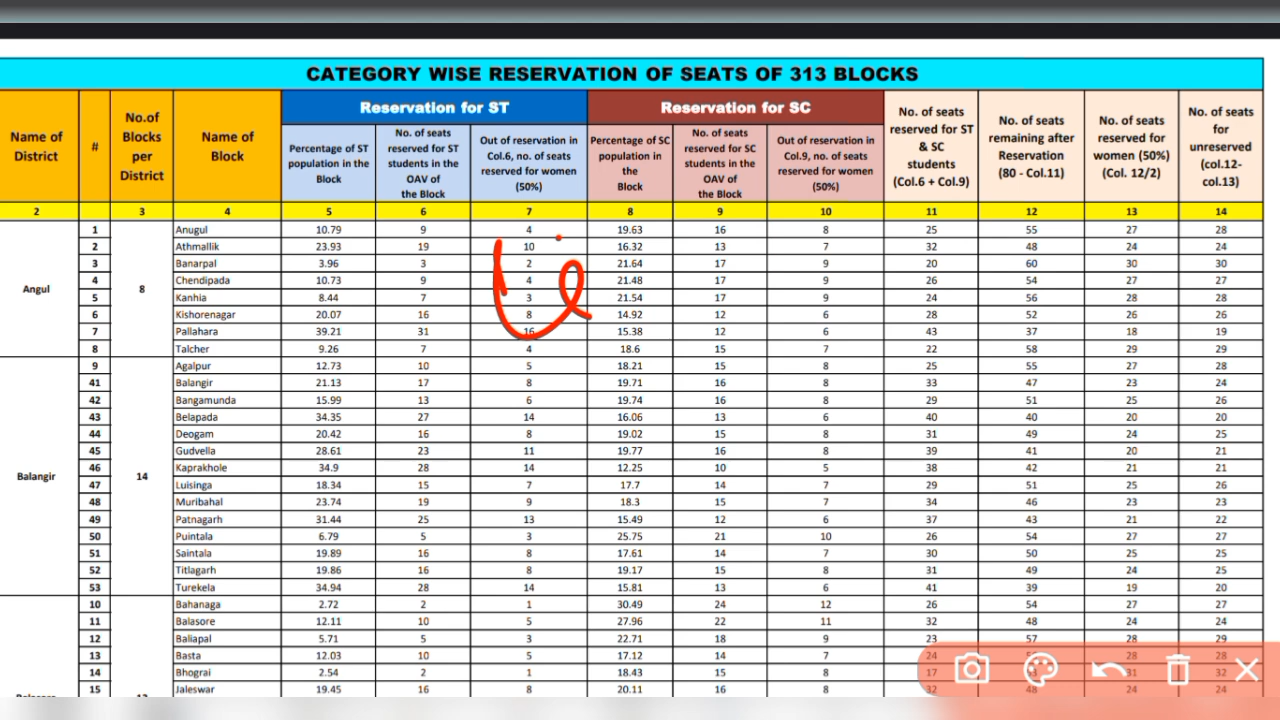 CATEGORY WISE RESERVATION OF SEATS OF 313 BLOCKS
Name of District # No.of Blocks per District Name of Block Reservation for ST Reservation for SC No. of seats reserved for ST & SC students (Col.6 + Col.9) No. of seats remaining after Reservation (80 - Col.11) No. of seats reserved for women (50%) (Col. 12/2) No. of seats for unreserved (col.12-col.13)
Percentage of ST population in the Block No. of seats reserved for ST students in the OAV of the Block Out of reservation in Col.6, no. of seats reserved for women (50%) Percentage of SC population in the Block No. of seats reserved for SC students in the OAV of the Block Out of reservation in Col.9, no. of seats reserved for women (50%)
2 3 4 5 6 7 8 9 10 11 12 13 14
Angul 8
1 Anugul 10.79 9 4 19.63 16 8 25 55 27 28
2 Athmallik 23.93 19 10 16.32 13 7 32 48 24 24
3 Banarpal 3.96 3 2 21.64 17 9 20 60 30 30
4 Chendipada 10.73 9 4 21.48 17 9 26 54 27 27
5 Kanhia 8.44 7 3 21.54 17 9 24 56 28 28
6 Kishorenagar 20.07 16 8 14.92 12 6 28 52 26 26
7 Pallahara 39.21 31 16 15.38 12 6 43 37 18 19
8 Talcher 9.26 7 4 18.6 15 7 22 58 29 29
Balangir 14
9 Agalpur 12.73 10 5 18.21 15 8 25 55 27 28
41 Balangir 21.13 17 8 19.71 16 8 33 47 23 24
42 Bangamunda 15.99 13 6 19.74 16 8 29 51 25 26
43 Belapada 34.35 27 14 16.06 13 6 40 40 20 20
44 Deogam 20.42 16 8 19.02 15 8 31 49 24 25
45 Gudvella 28.61 23 11 19.77 16 8 39 41 20 21
46 Kaprakhole 34.9 28 14 12.25 10 5 38 42 21 21
47 Luisinga 18.34 15 7 17.7 14 7 29 51 25 26
48 Muribahal 23.74 19 9 18.3 15 7 34 46 23 23
49 Patnagarh 31.44 25 13 15.49 12 6 37 43 21 22
50 Puintala 6.79 5 3 25.75 21 10 26 54 27 27
51 Saintala 19.89 16 8 17.61 14 7 30 50 25 25
52 Titlagarh 19.86 16 8 19.17 15 8 31 49 24 25
53 Turekela 34.94 28 14 15.81 13 6 41 39 19 20
10 Bahanaga 2.72 2 1 30.49 24 12 26 54 27 27
11 Balasore 12.11 10 5 27.96 22 11 32 48 24 24
12 Baliapal 5.71 5 3 22.71 18 9 23 57 28 29
13 Basta 12.03 10 5 17.12 14 7 24 28 28
14 Bhograi 2.54 2 1 18.43 15 8 17 31 32
15 Jaleswar 19.45 16 8 20.11 16 8 32 48 24 24